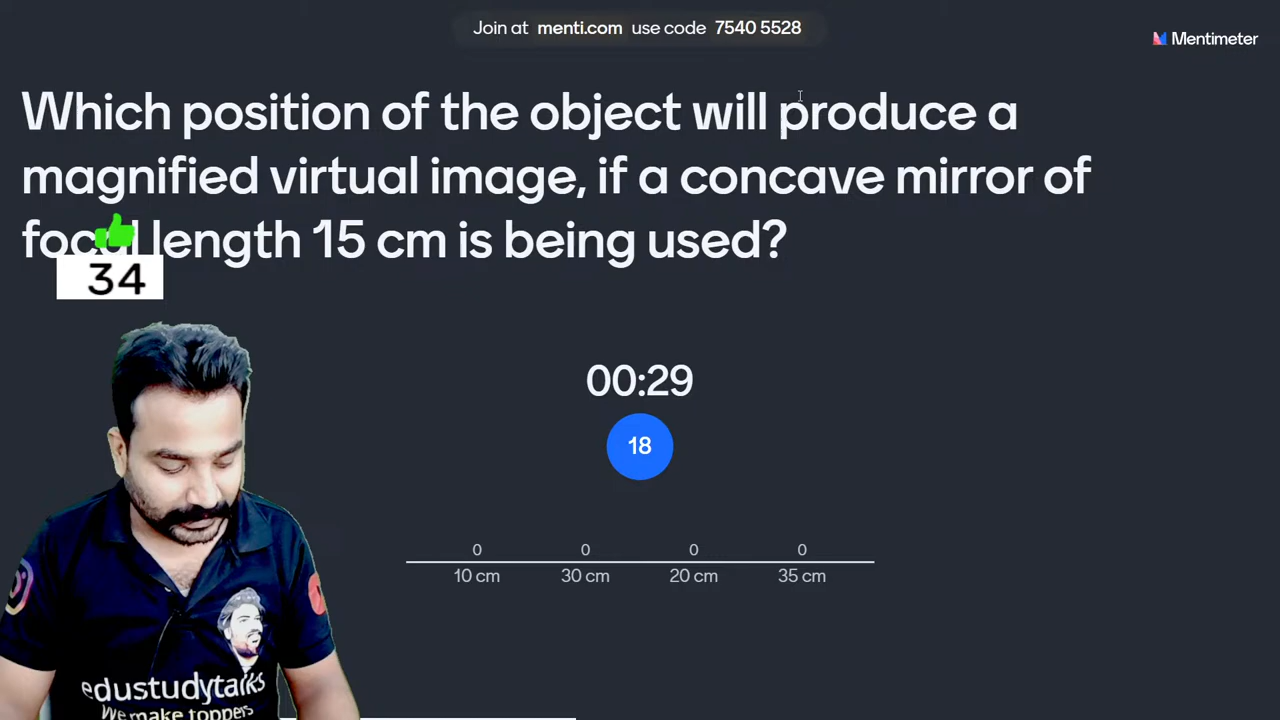 Join at menti.com use code 7540 5528
Mentimeter
Which position of the object will produce a
magnified virtual image, if a concave mirror of
focal length 15 cm is being used?
34
00:29
18
0 0 0 0
10 cm 30 cm 20 cm 35 cm
edustudytalks
We make toppers